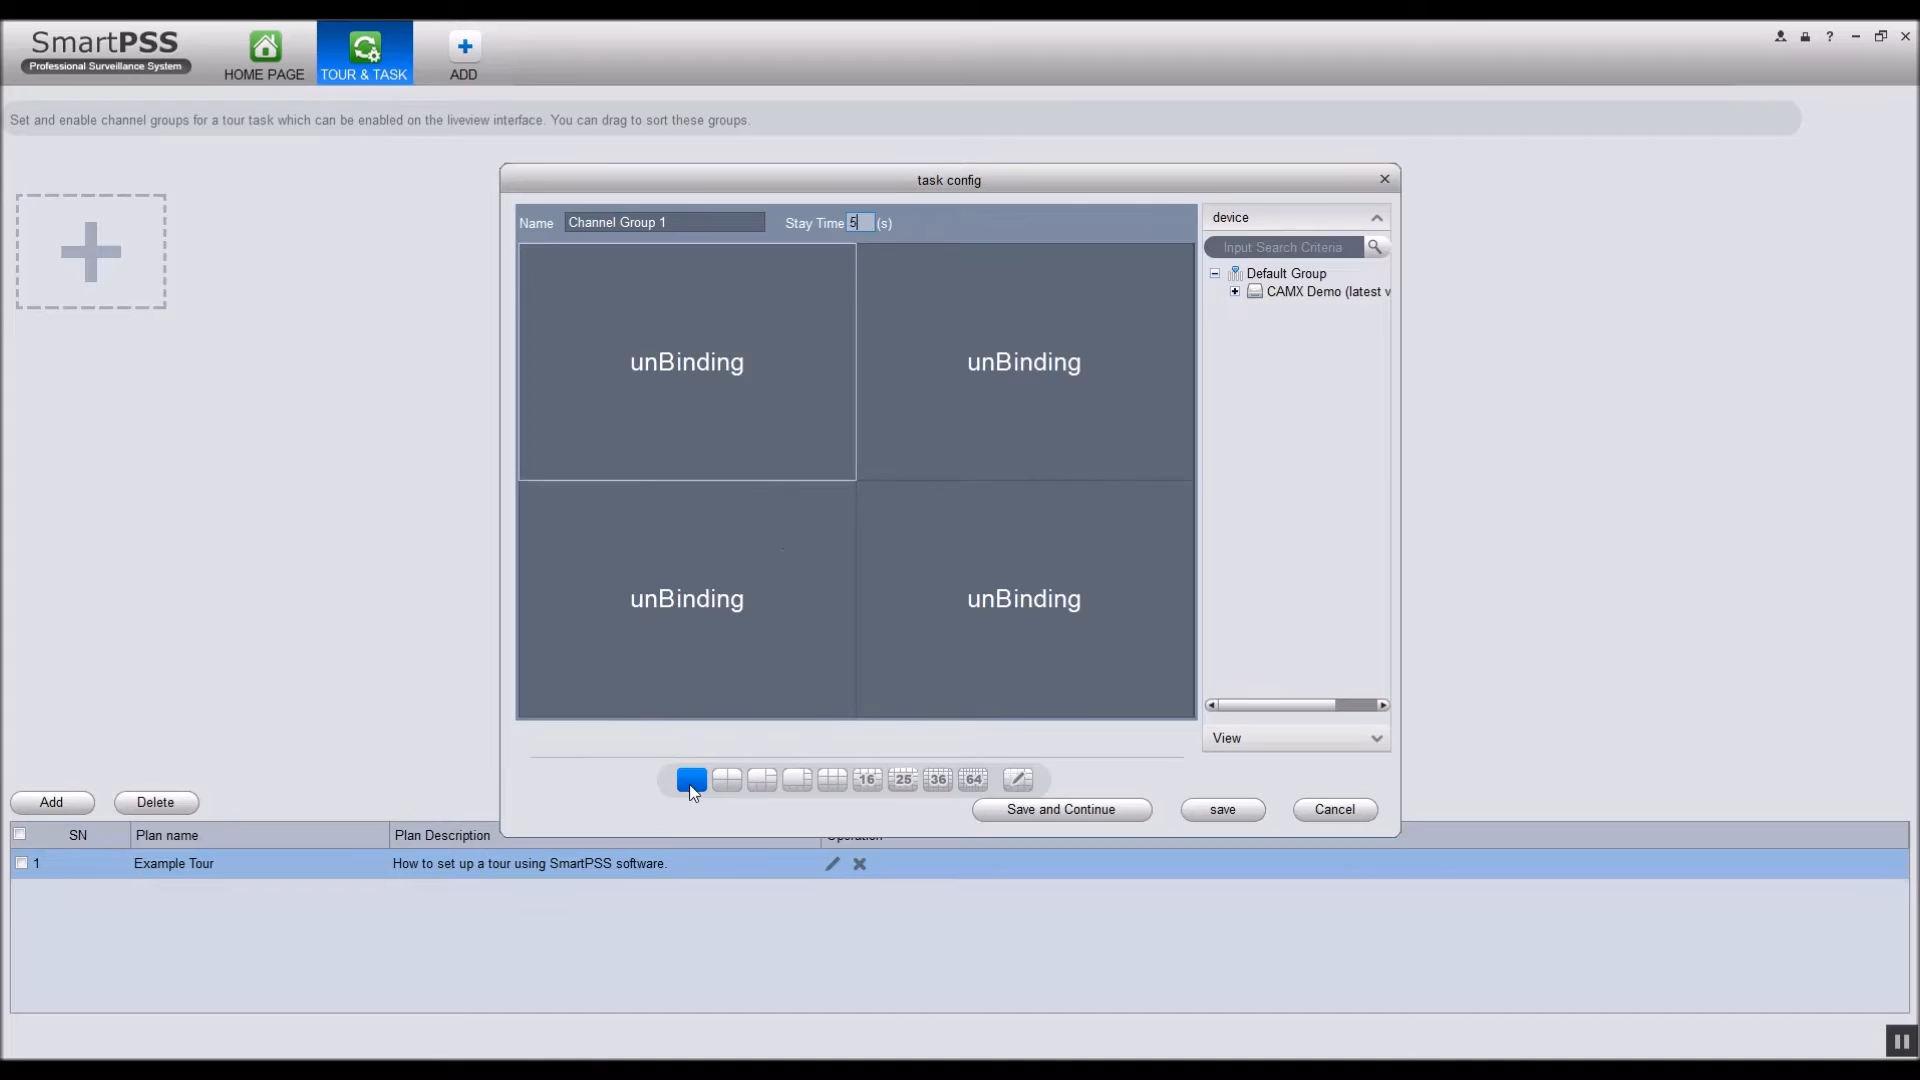 SmartPSS
Professional Surveillance System
HOME PAGE
TOUR & TASK
ADD
?
Set and enable channel groups for a tour task which can be enabled on the liveview interface. You can drag to sort these groups.
task config
Name Channel Group 1 Stay Time 5 (s)
device
Input Search Criteria
Default Group
CAMX Demo (latest v
unBinding unBinding
unBinding unBinding
View
16 25 36 64
Save and Continue save Cancel
Add Delete
SN Plan name Plan Description Operation
1 Example Tour How to set up a tour using SmartPSS software.